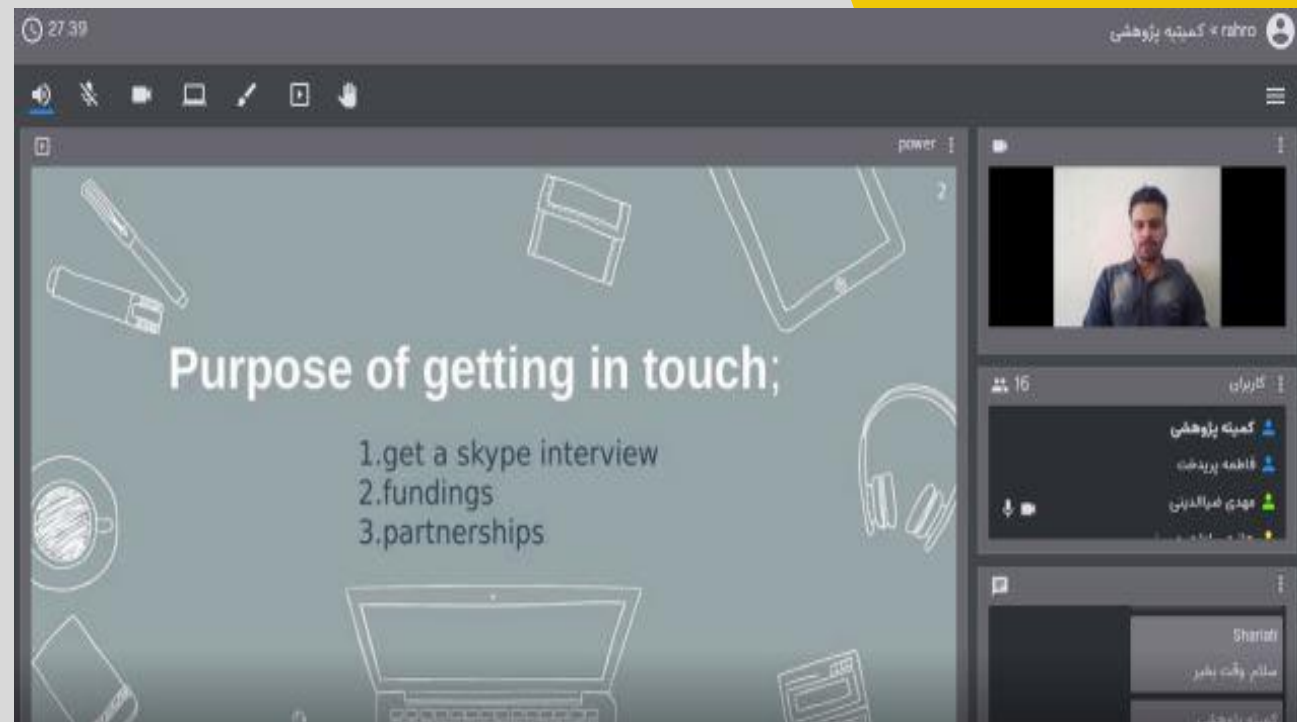 27:39
rahro » کمیتیه پژوهشی
power
2
Purpose of getting in touch;
1.get a skype interview
2.fundings
3.partnerships
16
کاربران
کمیته پژوهشی
فاطمه پریدخت
مهدی ضیاالدینی
Shariati
سلام وقت بخیر